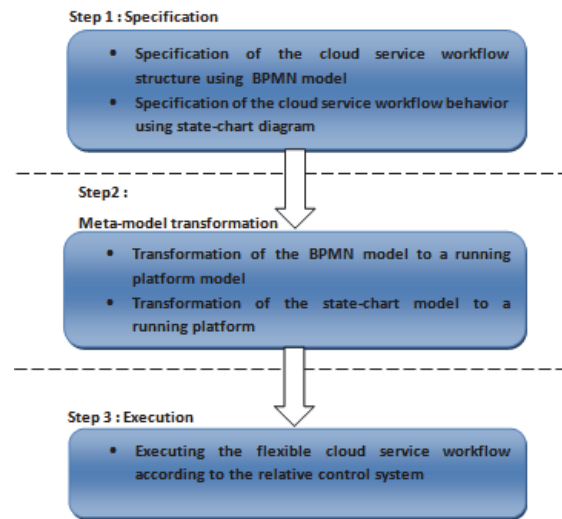 Step 1 : Specification
• Specification of the cloud service workflow
structure using BPMN model
• Specification of the cloud service workflow behavior
using state-chart diagram
Step2 :
Meta-model transformation
• Transformation of the BPMN model to a running
platform model
• Transformation of the state-chart model to a
running platform
Step 3 : Execution
• Executing the flexible cloud service workflow
according to the relative control system